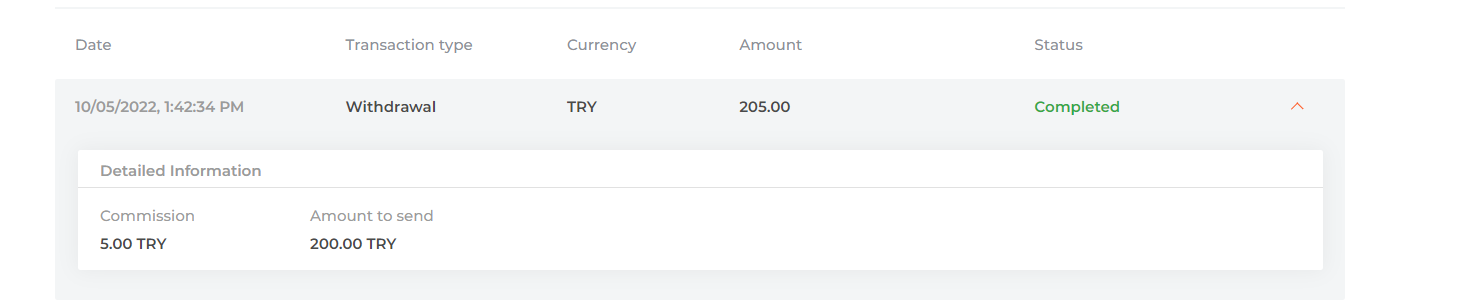 Date Transaction type Currency Amount Status
10/05/2022, 1:42:34 PM Withdrawal TRY 205.00 Completed
Detailed Information
Commission Amount to send
5.00 TRY 200.00 TRY